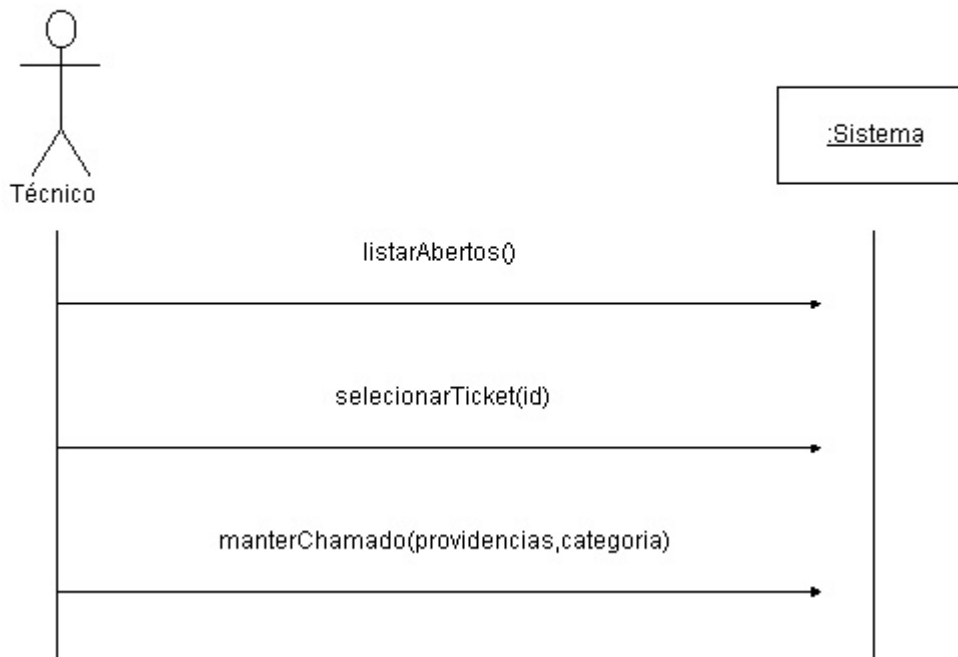 :Sistema
Técnico
listarAbertos()
selecionarTicket(id)
manterChamado(providencias,categoria)